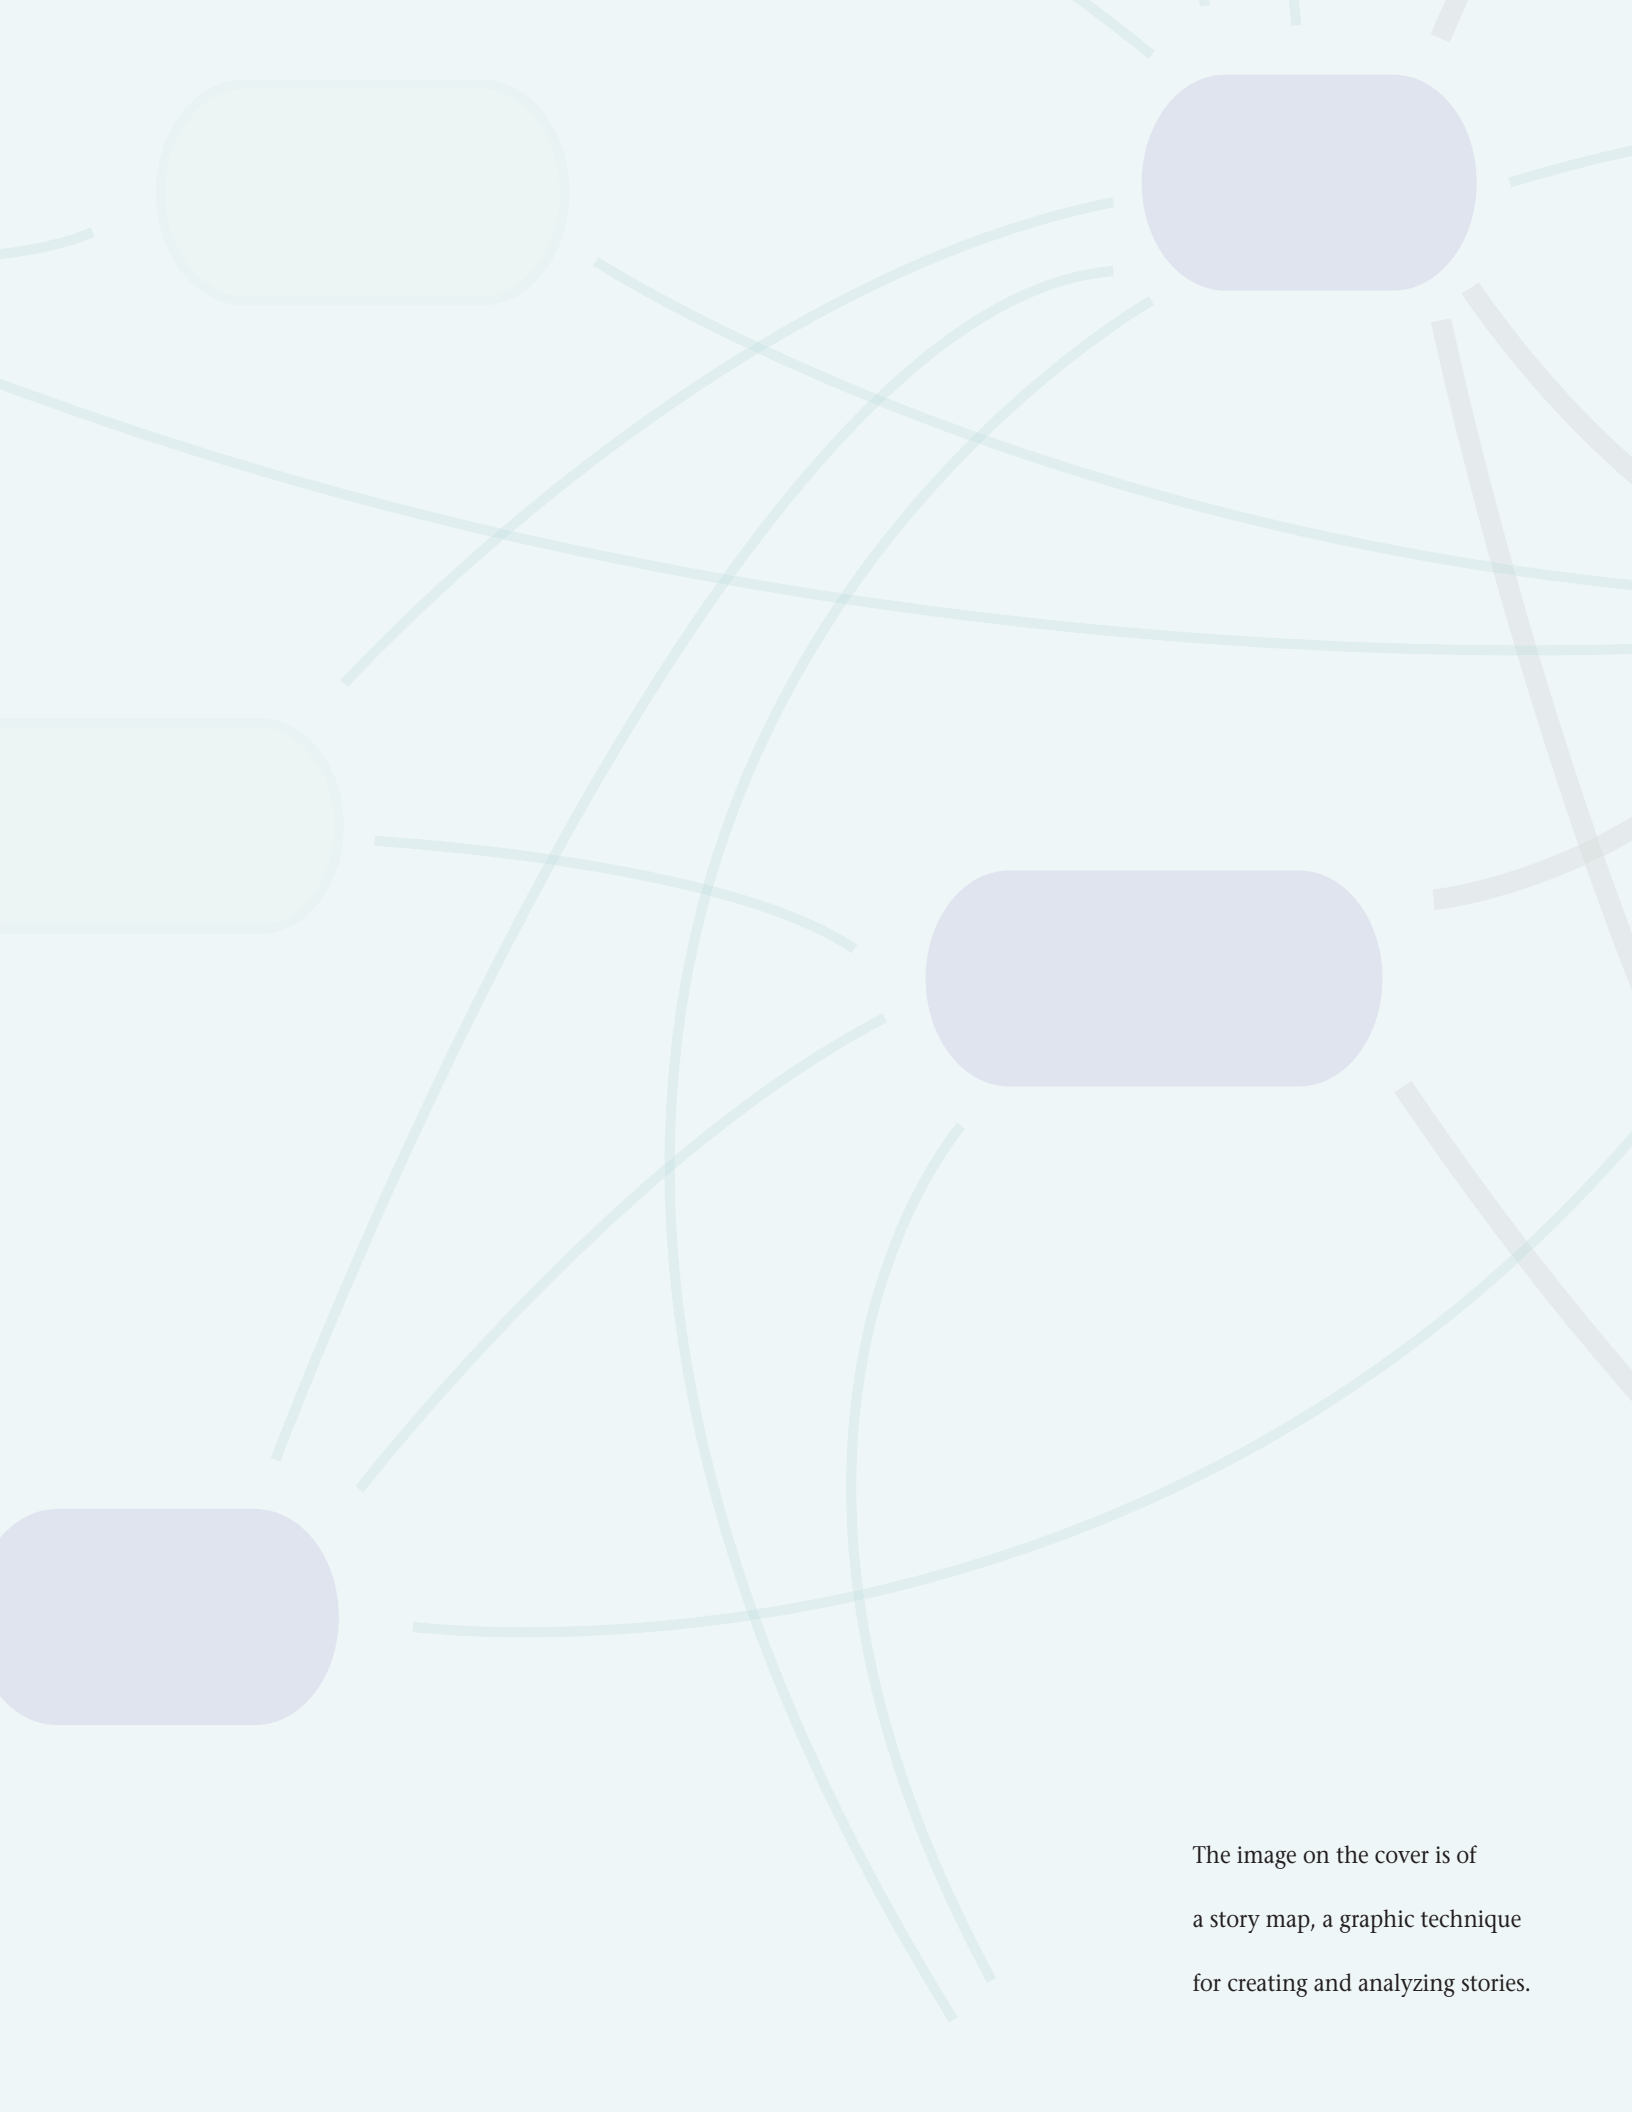 The image on the cover is of
a story map, a graphic technique
for creating and analyzing stories.